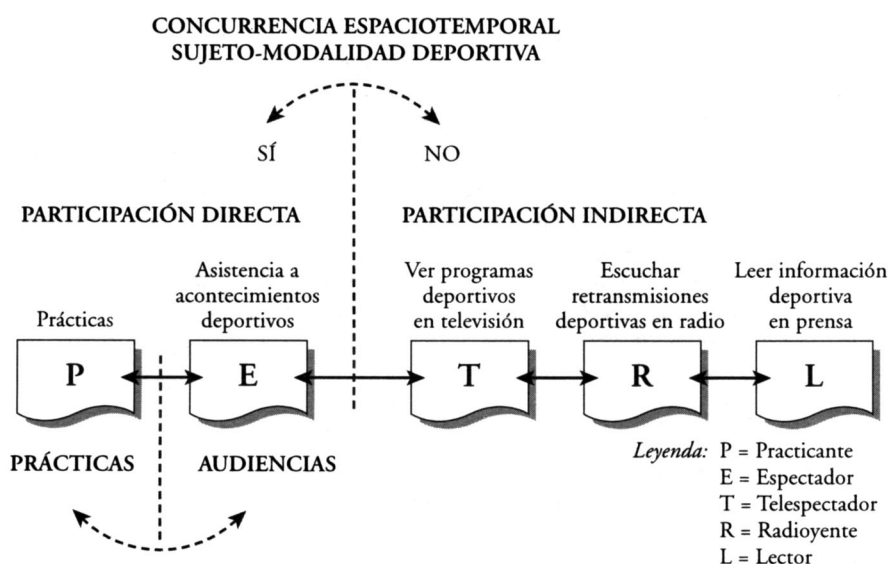 CONCURRENCIA ESPACIOTEMPORAL
SUJETO-MODALIDAD DEPORTIVA
SÍ
NO
PARTICIPACIÓN DIRECTA
PARTICIPACIÓN INDIRECTA
Prácticas
Asistencia a
acontecimientos
deportivos
Ver programas
deportivos
en televisión
Escuchar
retransmisiones
deportivas en radio
Leer información
deportiva
en prensa
P
E
T
R
L
PRÁCTICAS
AUDIENCIAS
Leyenda: P = Practicante
E = Espectador
T = Telespectador
R = Radioyente
L = Lector